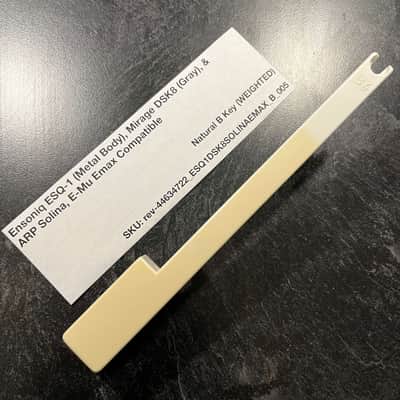 Ensoniq ESQ-1 (Metal Body), Mirage DSK8 (Gray), &
ARP Solina, E-Mu Emax Compatible
Natural B Key (WEIGHTED)
SKU: rev-44634722_ESQ1DSK8SOLINAEMAX_B_005